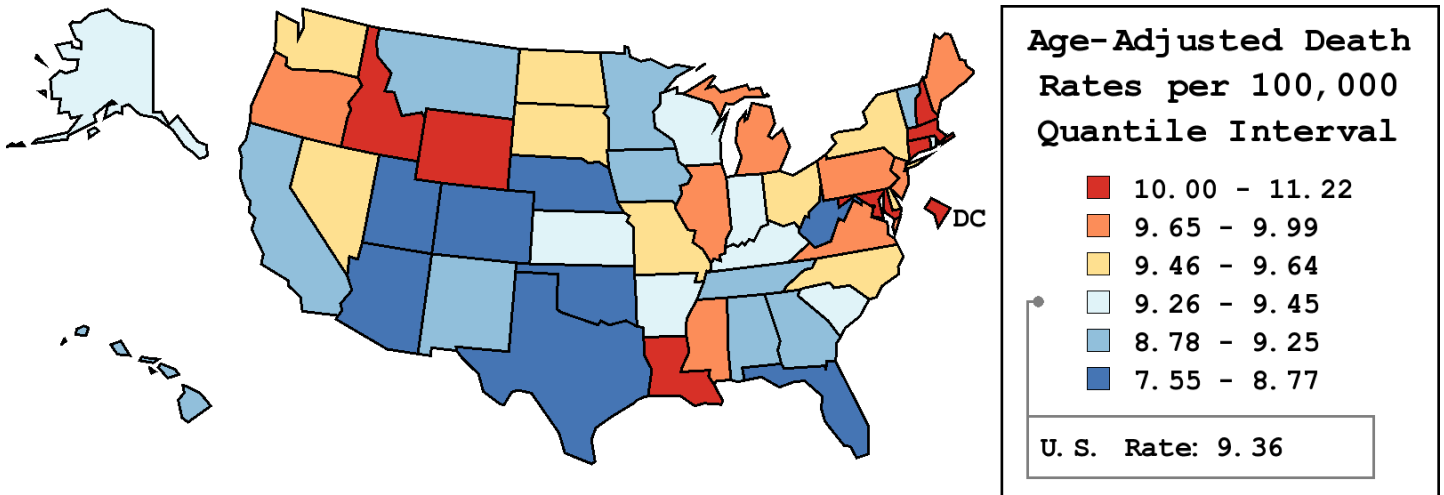 DC
Age-Adjusted Death
Rates per 100,000
Quantile Interval
10.00 - 11.22
9.65 - 9.99
9.46 - 9.64
9.26 - 9.45
8.78 - 9.25
7.55 - 8.77
U.S. Rate: 9.36